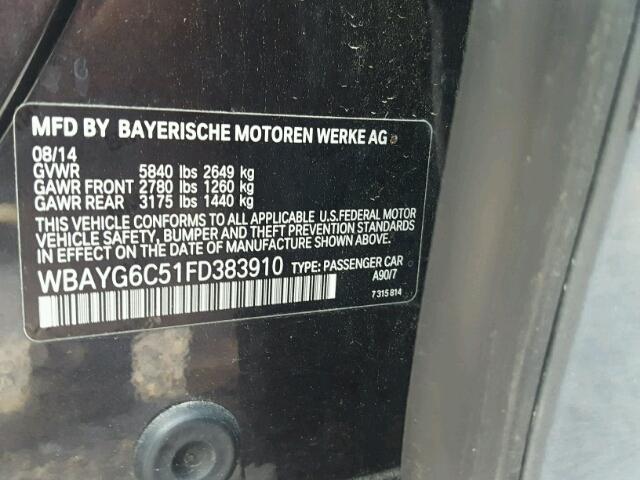 MFD BY BAYERISCHE MOTOREN WERKE AG
08/14
GVWR 5840 lbs 2649 kg
GAWR FRONT 2780 lbs 1260 kg
GAWR REAR 3175 lbs 1440 kg
THIS VEHICLE CONFORMS TO ALL APPLICABLE U.S.FEDERAL MOTOR
VEHICLE SAFETY, BUMPER, AND THEFT PREVENTION STANDARDS
IN EFFECT ON THE DATE OF MANUFACTURE SHOWN ABOVE.
WBAYG6C51FD383910 TYPE: PASSENGER CAR
A90/7
7 315 814